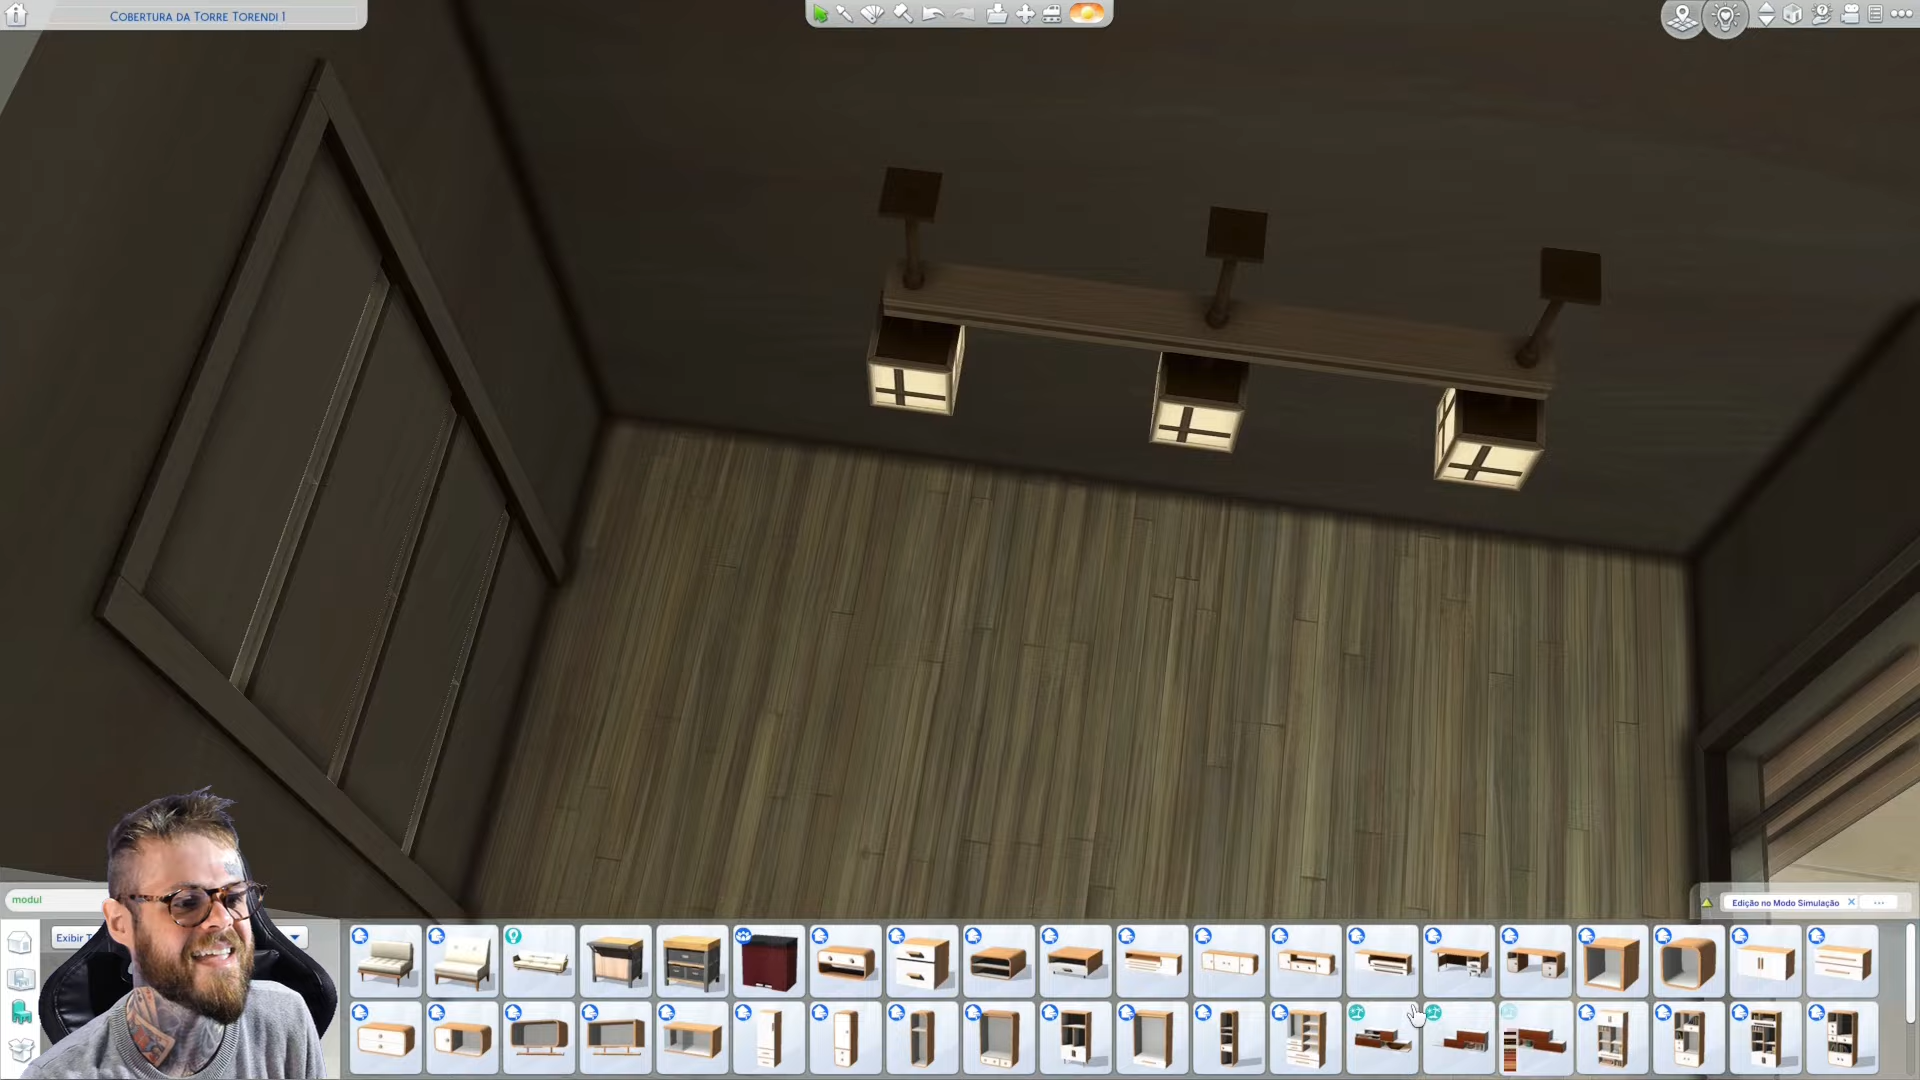 COBERTURA DA TORRE TORENDI 1
modul
Edição no Modo Simulação
Exibir T